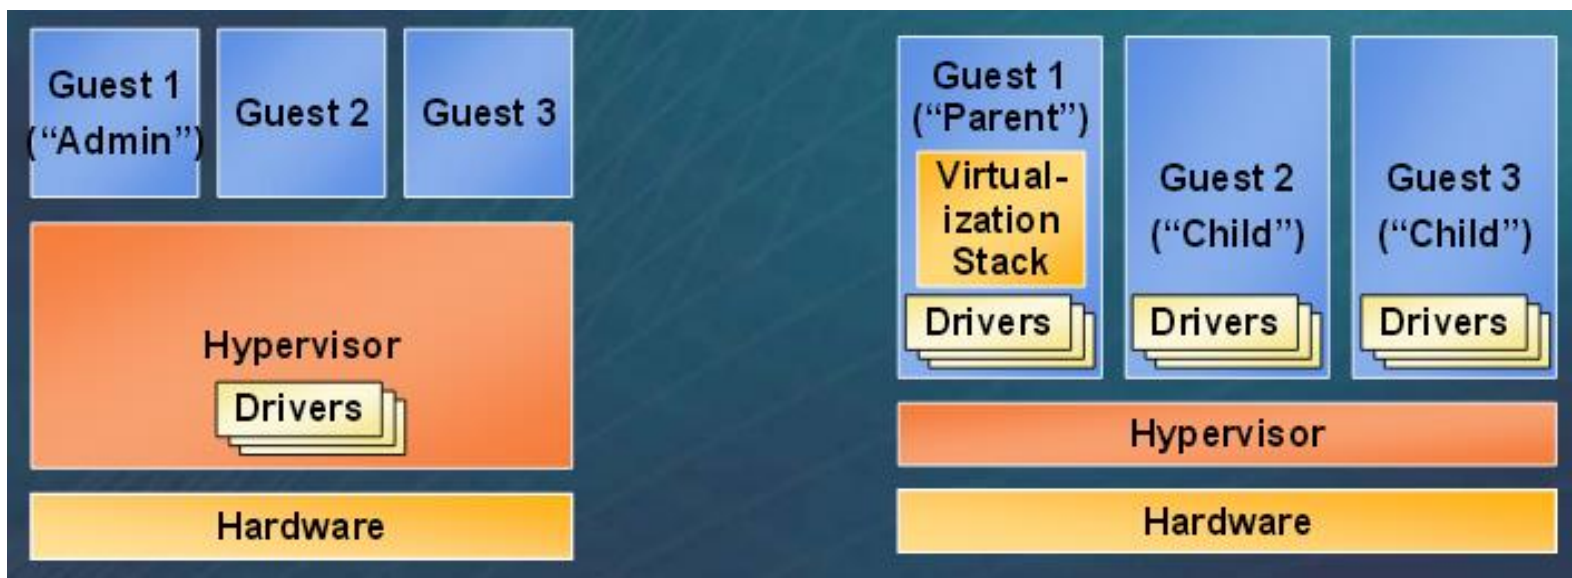 Guest 1
(“Admin”)
Guest 2
Guest 3
Hypervisor
Drivers
Hardware
Guest 1
(“Parent”)
Virtual-
ization
Stack
Drivers
Guest 2
(“Child”)
Drivers
Guest 3
(“Child”)
Drivers
Hypervisor
Hardware